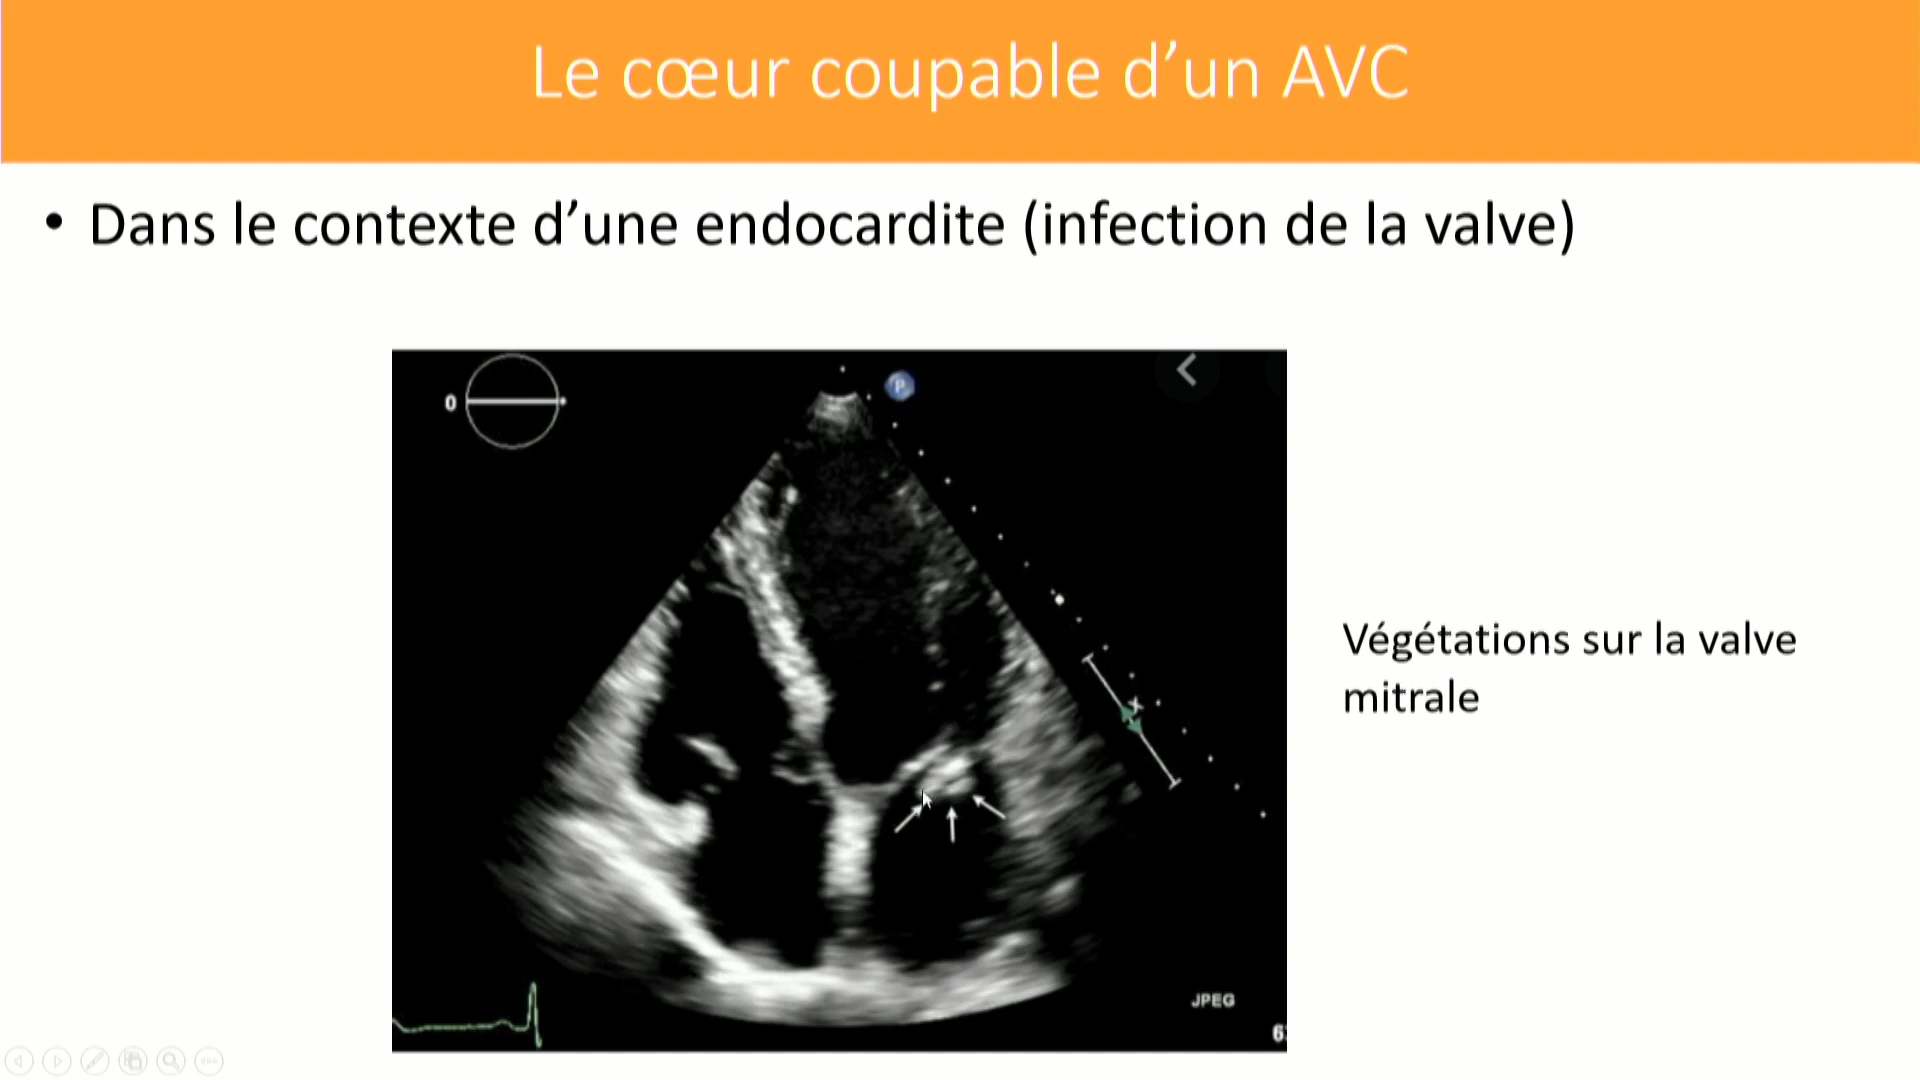 Le cœur coupable d’un AVC
• Dans le contexte d’une endocardite (infection de la valve)
0
P
Végétations sur la valve
mitrale
JPEG